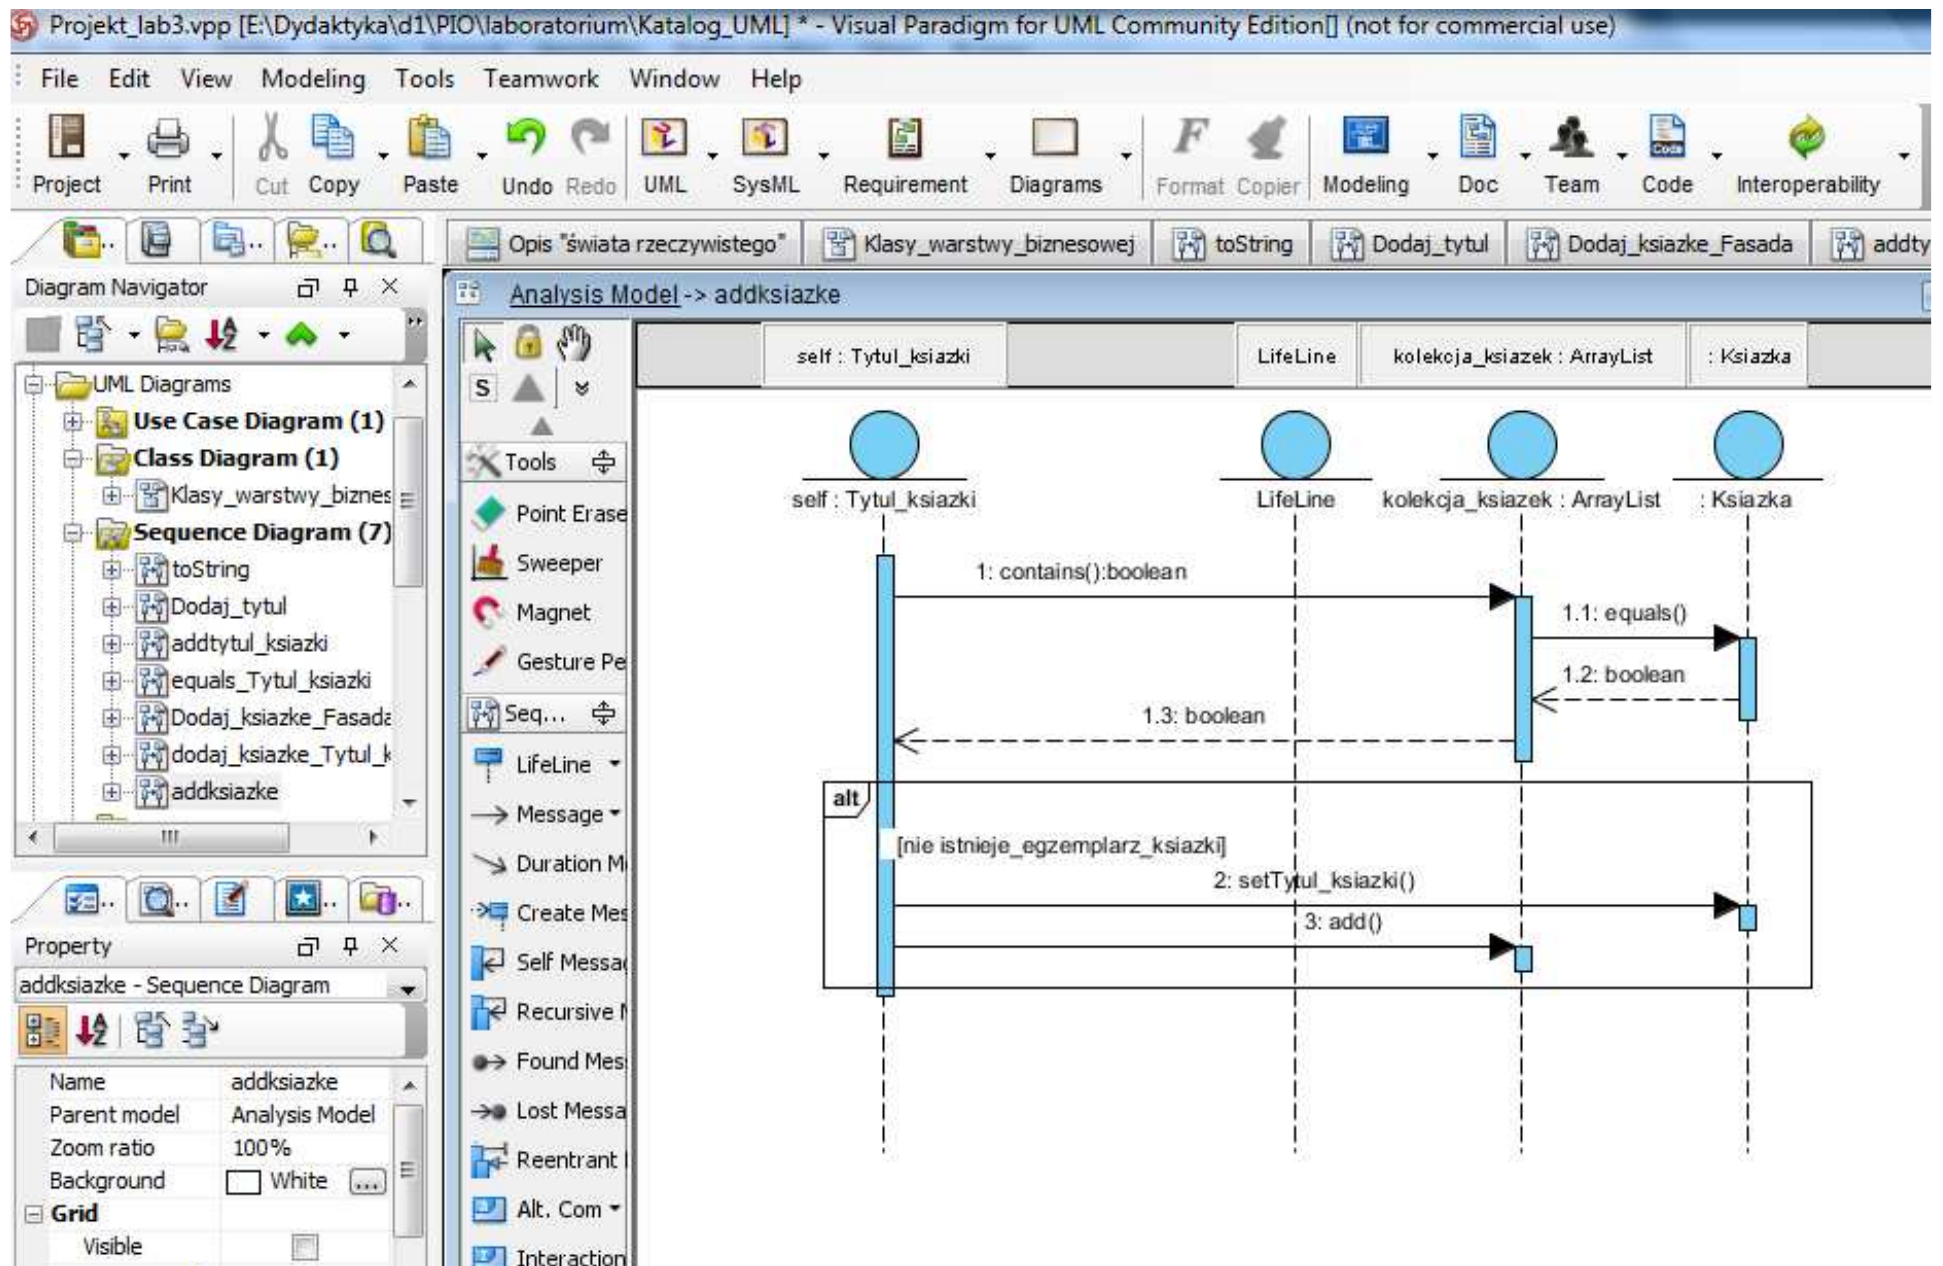 Projekt_lab3.vpp [E:\Dydaktyka\d1\PIO\laboratorium\Katalog_UML] * - Visual Paradigm for UML Community Edition[] (not for commercial use)
File Edit View Modeling Tools Teamwork Window Help
Project Print Cut Copy Paste Undo Redo UML SysML Requirement Diagrams Format Copier Modeling Doc Team Code Interoperability
Opis "świata rzeczywistego" Klasy_warstwy_biznesowej toString Dodaj_tytul Dodaj_ksiazke_Fasada addty
Diagram Navigator
Analysis Model -> addksiazke
UML Diagrams
Use Case Diagram (1)
Class Diagram (1)
Klasy_warstwy_biznes
Sequence Diagram (7)
toString
Dodaj_tytul
addtytul_ksiazki
equals_Tytul_ksiazki
Dodaj_ksiazke_Fasada
dodaj_ksiazke_Tytul_k
addksiazke
Property
addksiazke - Sequence Diagram
Name addksiazke
Parent model Analysis Model
Zoom ratio 100%
Background White ...
Grid
Visible
S
Tools
Point Erase
Sweeper
Magnet
Gesture Pe
Seq...
LifeLine
Message
Duration M
Create Mes
Self Messa
Recursive M
Found Mes
Lost Messa
Reentrant
Alt. Com
Interaction
self : Tytul_ksiazki LifeLine kolekcja_ksiazek : ArrayList : Ksiazka
self : Tytul_ksiazki LifeLine kolekcja_ksiazek : ArrayList : Ksiazka
1: contains():boolean
1.1: equals()
1.2: boolean
1.3: boolean
alt
[nie istnieje_egzemplarz_ksiazki]
2: setTytul_ksiazki()
3: add()